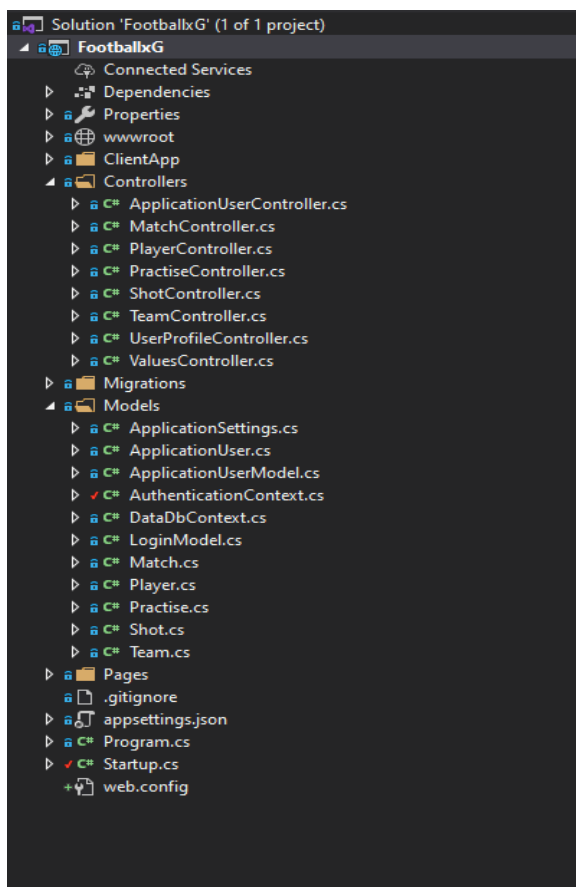 Solution 'FootballxG' (1 of 1 project)
FootballxG
Connected Services
Dependencies
Properties
wwwroot
ClientApp
Controllers
C# ApplicationUserController.cs
C# MatchController.cs
C# PlayerController.cs
C# PractiseController.cs
C# ShotController.cs
C# TeamController.cs
C# UserProfileController.cs
C# ValuesController.cs
Migrations
Models
C# ApplicationSettings.cs
C# ApplicationUser.cs
C# ApplicationUserModel.cs
C# AuthenticationContext.cs
C# DataDbContext.cs
C# LoginModel.cs
C# Match.cs
C# Player.cs
C# Practise.cs
C# Shot.cs
C# Team.cs
Pages
.gitignore
appsettings.json
C# Program.cs
C# Startup.cs
web.config